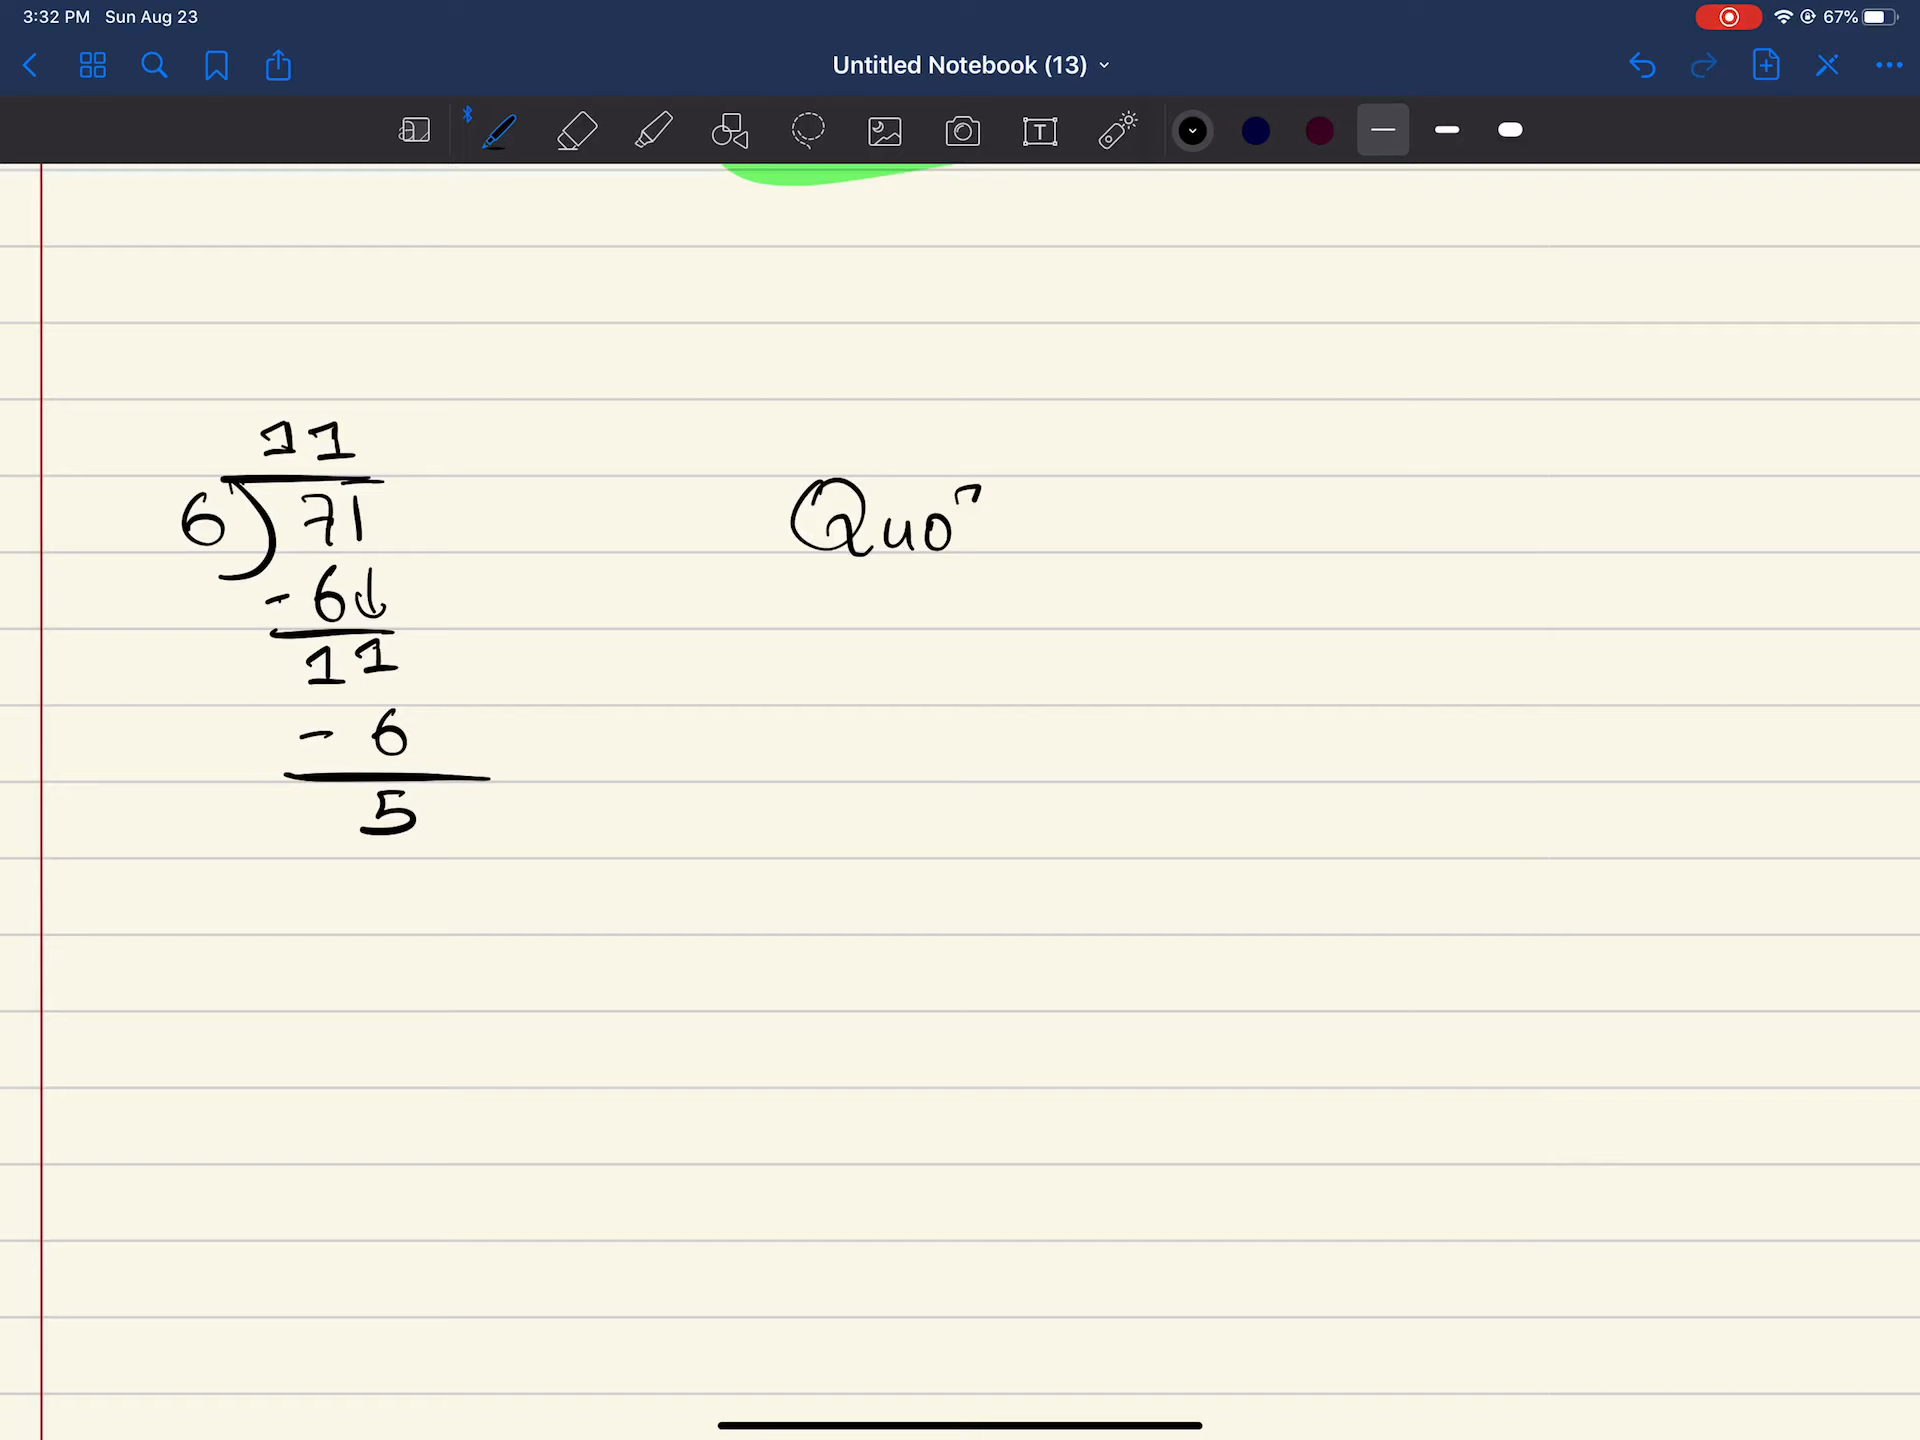 3:32 PM Sun Aug 23
67%
Untitled Notebook (13)
11
6 71
- 6
11
- 6
5
Quo